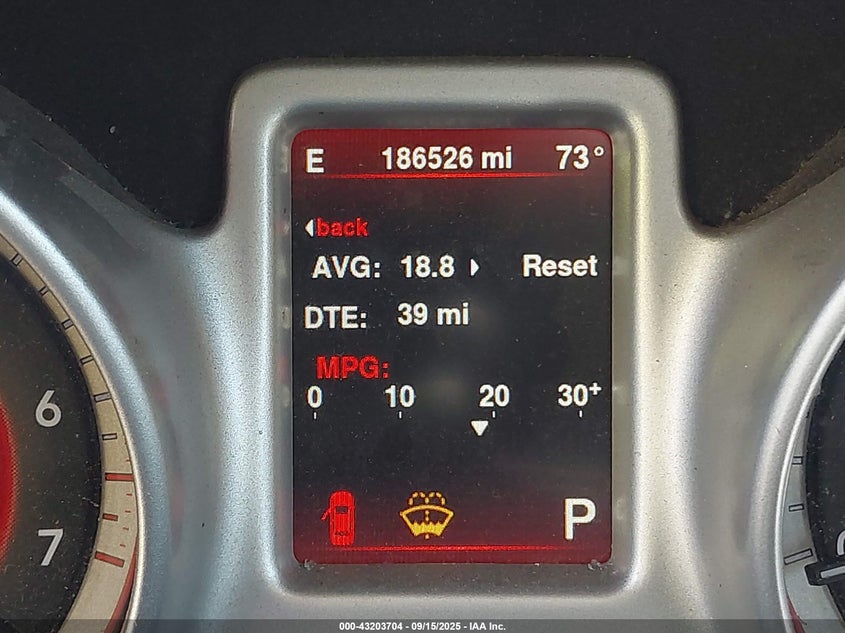 E 186526 mi 73°
back
AVG: 18.8 Reset
DTE: 39 mi
MPG:
0 10 20 30+
P
6
7
000-43203704 - 09/15/2025 - IAA Inc.